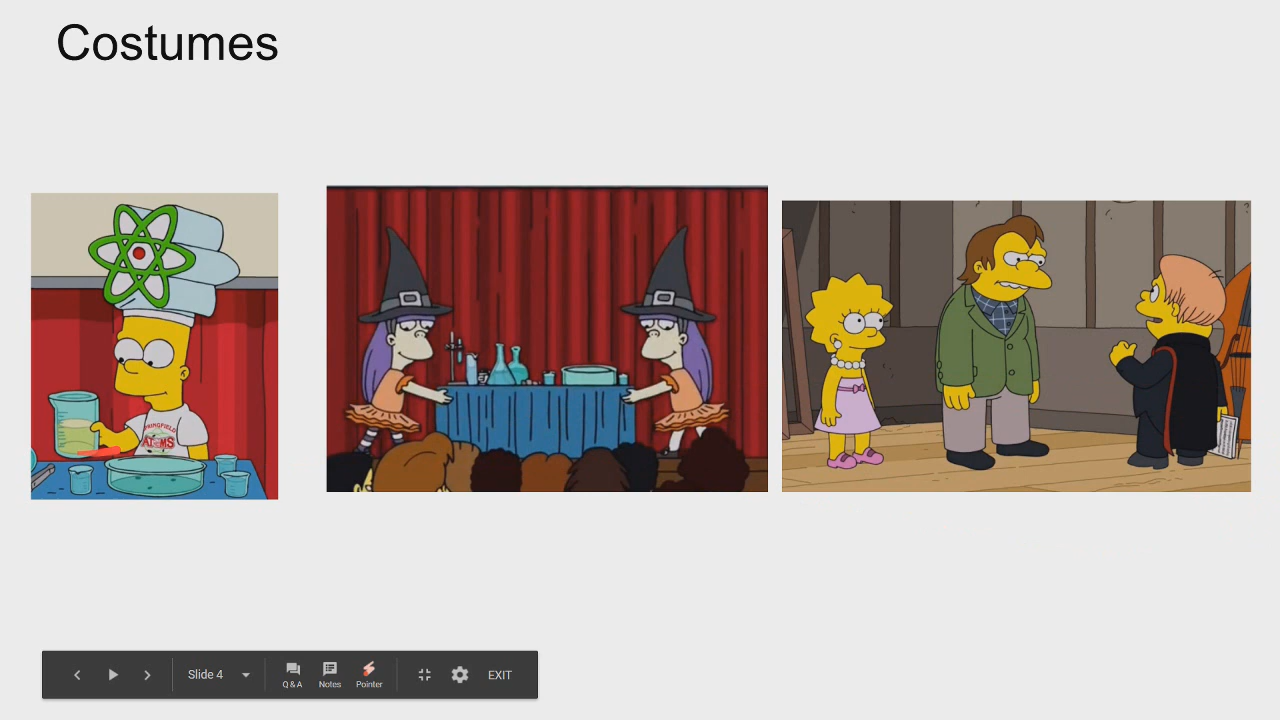 Costumes
SPRINGFIELD
ATOMS
Slide 4
Q & A
Notes
Pointer
EXIT